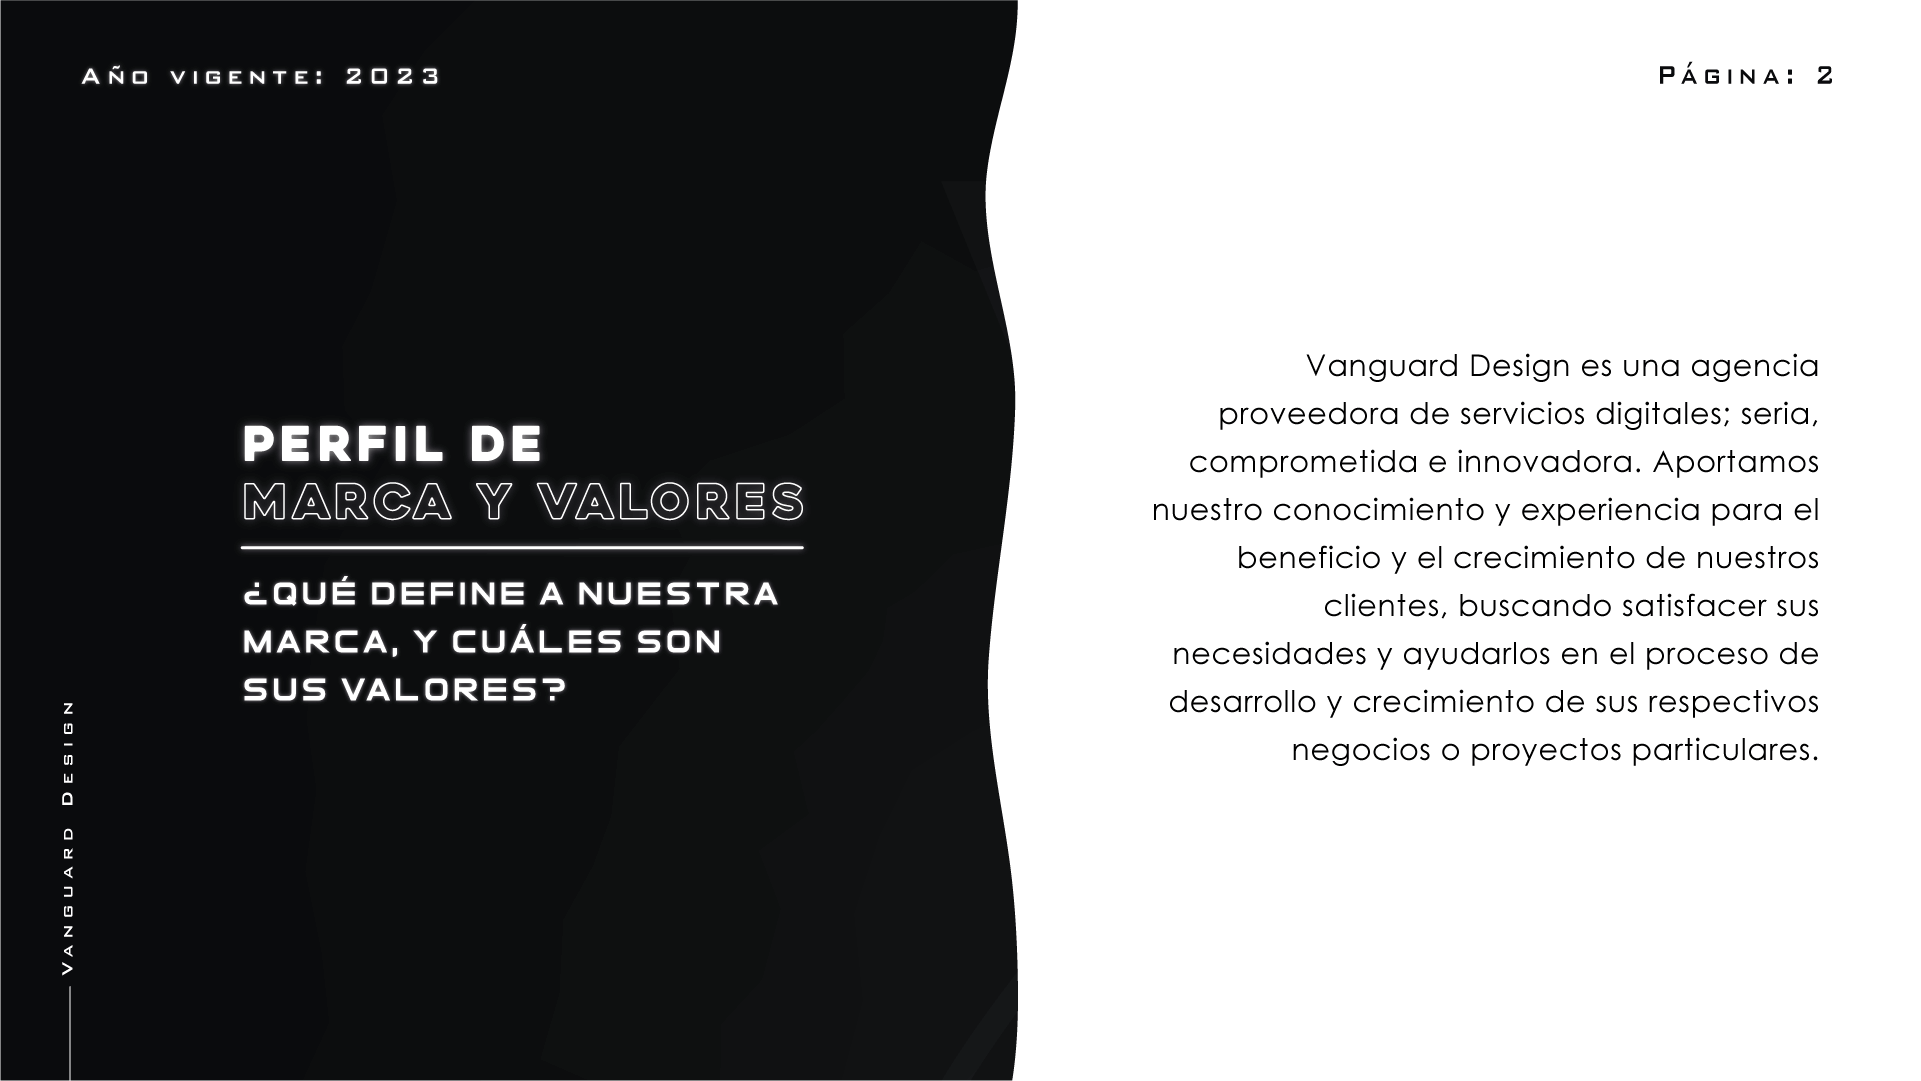 Año vigente: 2023
Página: 2
PERFIL DE
MARCA Y VALORES
¿QUÉ DEFINE A NUESTRA
MARCA, Y CUÁLES SON
SUS VALORES?
Vanguard Design
Vanguard Design es una agencia
proveedora de servicios digitales; seria,
comprometida e innovadora. Aportamos
nuestro conocimiento y experiencia para el
beneficio y el crecimiento de nuestros
clientes, buscando satisfacer sus
necesidades y ayudarlos en el proceso de
desarrollo y crecimiento de sus respectivos
negocios o proyectos particulares.